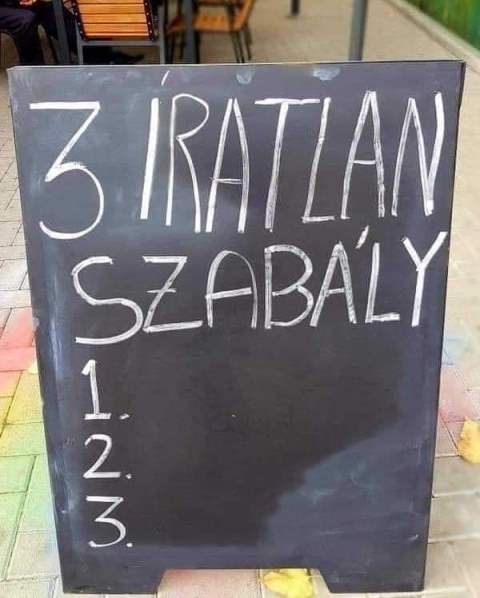 3 ÍRATLAN
SZABÁLY
1.
2.
3.